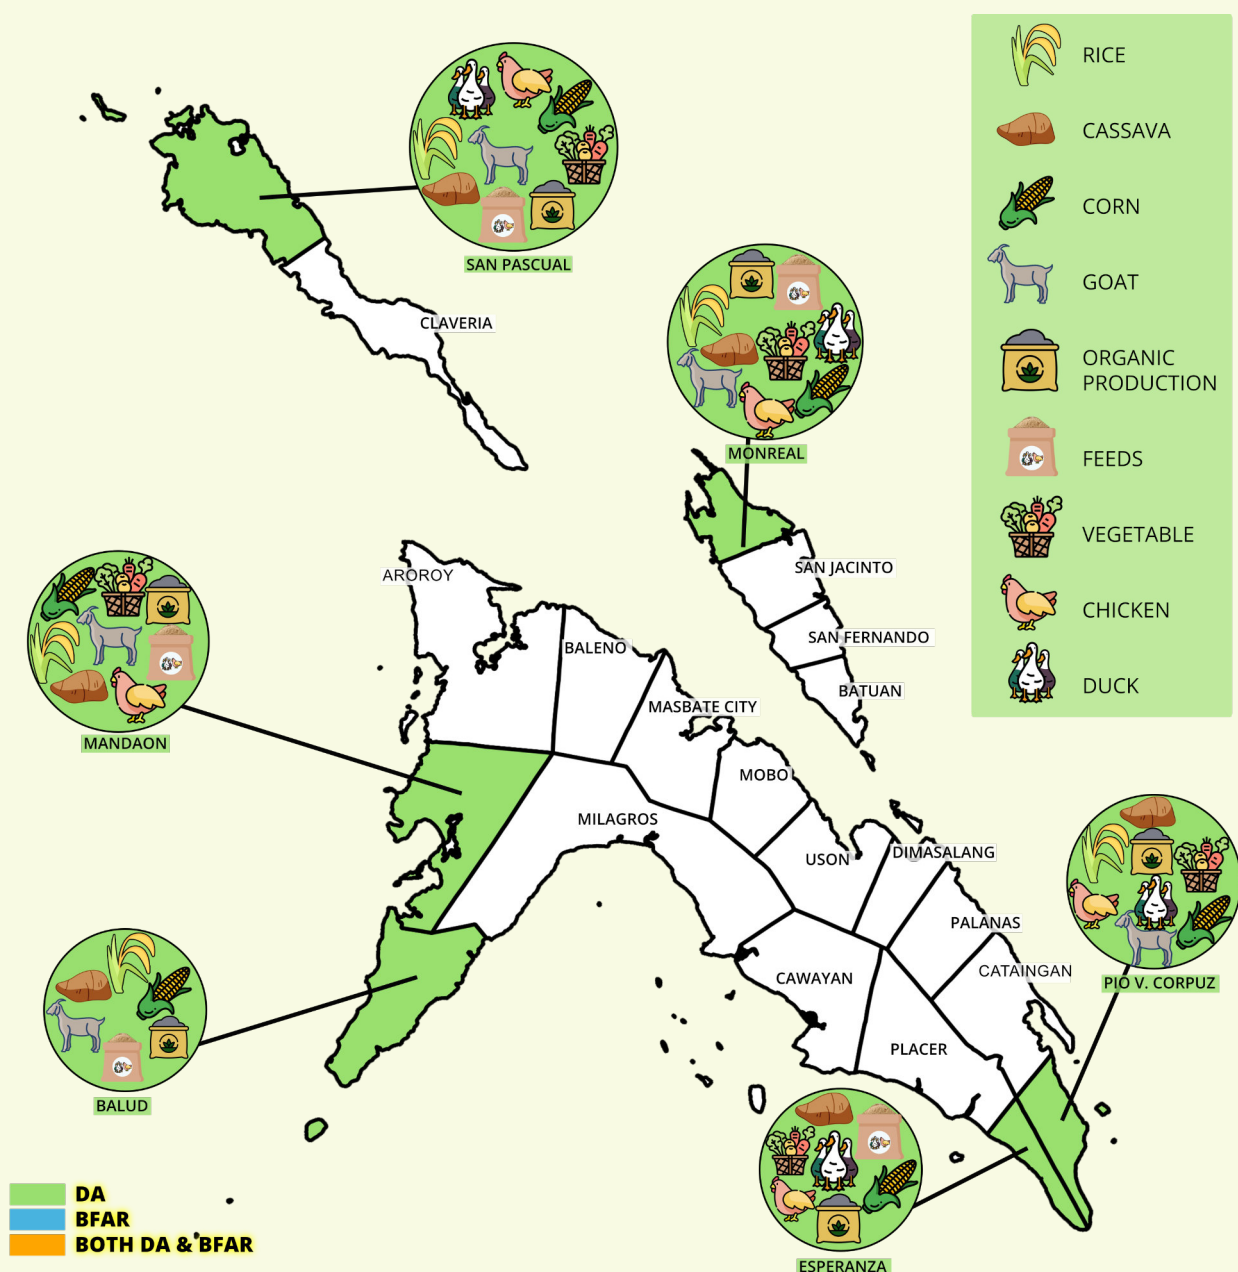 RICE
CASSAVA
CORN
GOAT
ORGANIC
PRODUCTION
FEEDS
VEGETABLE
CHICKEN
DUCK
SAN PASCUAL
CLAVERIA
MONREAL
SAN JACINTO
SAN FERNANDO
BATUAN
AROROY
BALENO
MASBATE CITY
MANDAON
MOBO
MILAGROS
USON
DIMASALANG
PALANAS
CATAINGAN
CAWAYAN
PIO V. CORPUZ
PLACER
BALUD
ESPERANZA
DA
BFAR
BOTH DA & BFAR